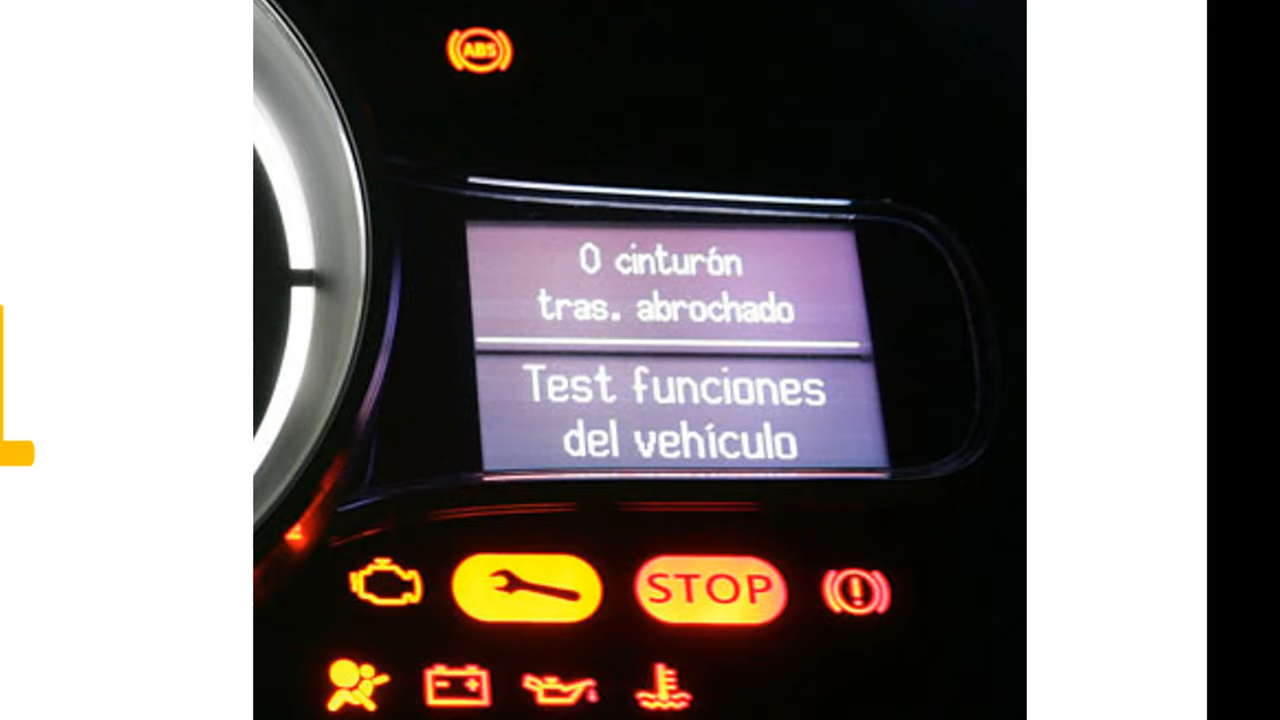 ABS
0 cinturón
tras. abrochado
Test funciones
del vehículo
STOP